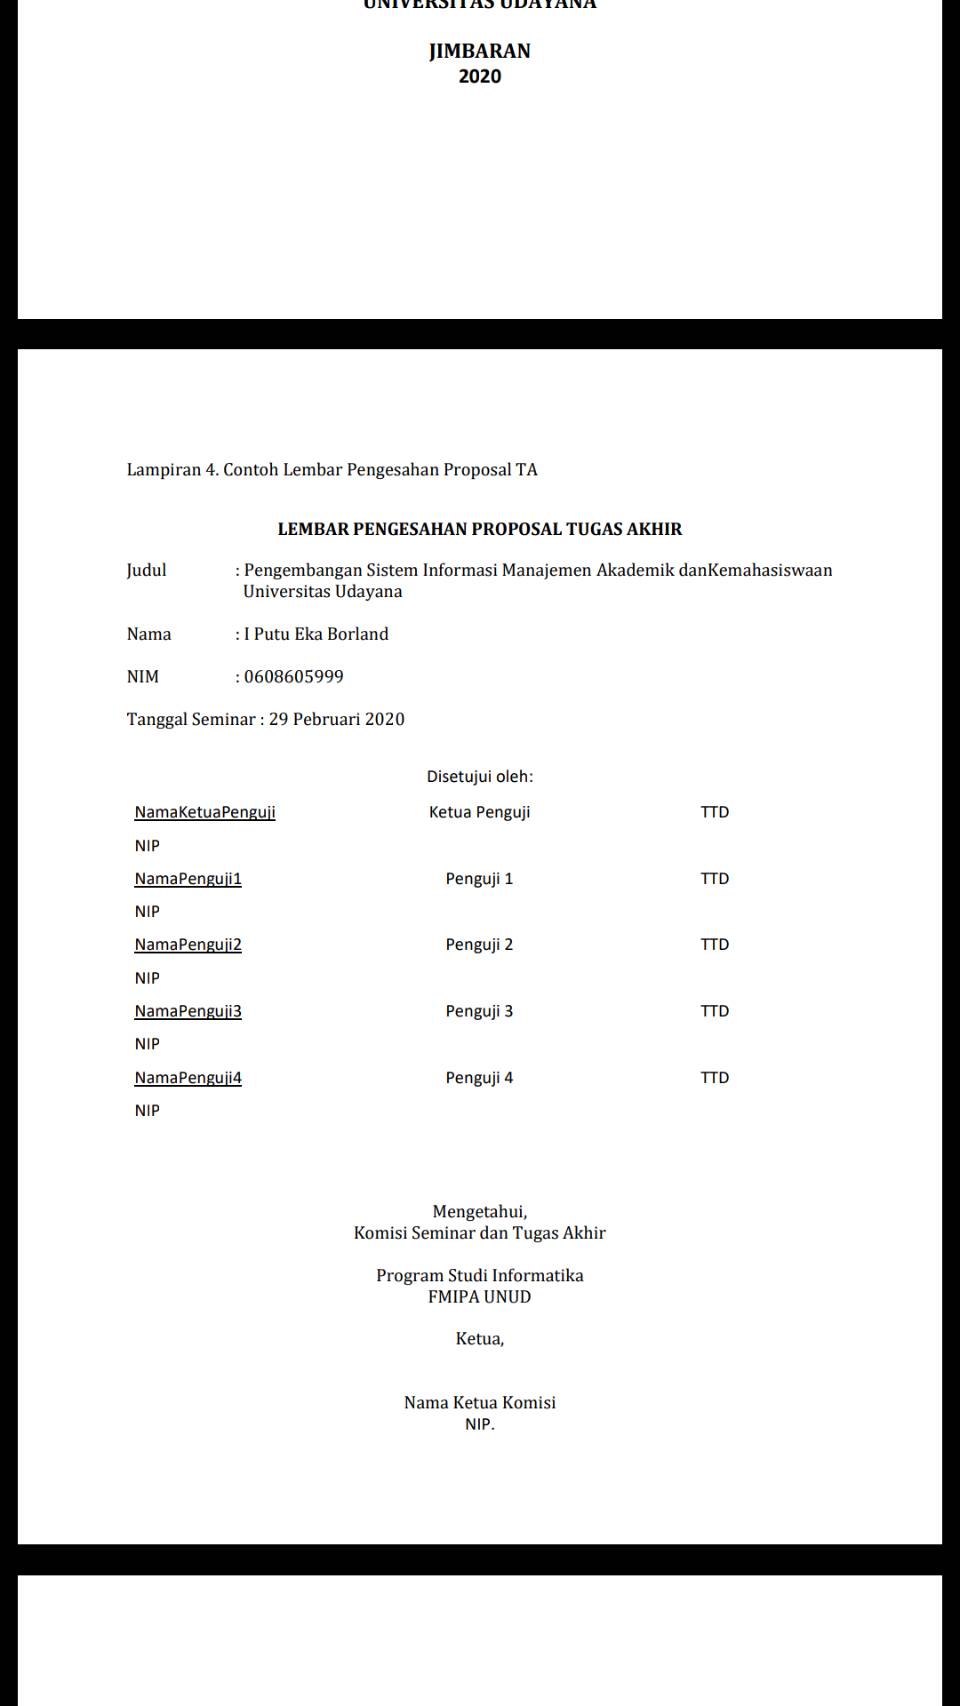 UNIVERSITAS UDAYANA
JIMBARAN
2020
Lampiran 4. Contoh Lembar Pengesahan Proposal TA
LEMBAR PENGESAHAN PROPOSAL TUGAS AKHIR
Judul : Pengembangan Sistem Informasi Manajemen Akademik danKemahasiswaan
Universitas Udayana
Nama : I Putu Eka Borland
NIM : 0608605999
Tanggal Seminar : 29 Pebruari 2020
Disetujui oleh:
NamaKetuaPenguji Ketua Penguji TTD
NIP
NamaPenguji1 Penguji 1 TTD
NIP
NamaPenguji2 Penguji 2 TTD
NIP
NamaPenguji3 Penguji 3 TTD
NIP
NamaPenguji4 Penguji 4 TTD
NIP
Mengetahui,
Komisi Seminar dan Tugas Akhir
Program Studi Informatika
FMIPA UNUD
Ketua,
Nama Ketua Komisi
NIP.